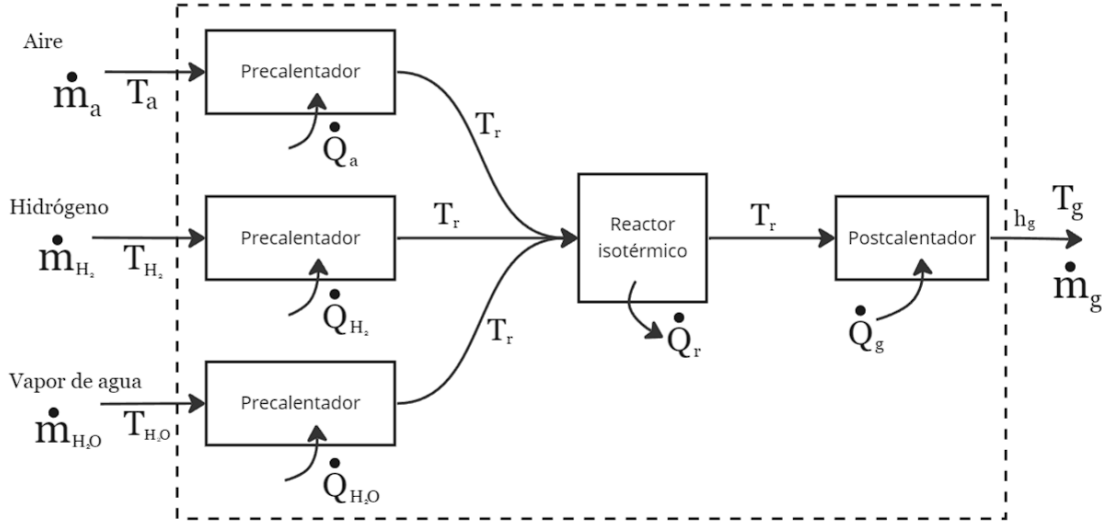 Aire
ṁa
Ta
Precalentador
Q̇a
Tr
Hidrógeno
ṁH₂
TH₂
Precalentador
Q̇H₂
Tr
Vapor de agua
ṁH₂O
TH₂O
Precalentador
Q̇H₂O
Tr
Reactor
isotérmico
Q̇r
Tr
Postcalentador
Q̇g
hg
Tg
ṁg